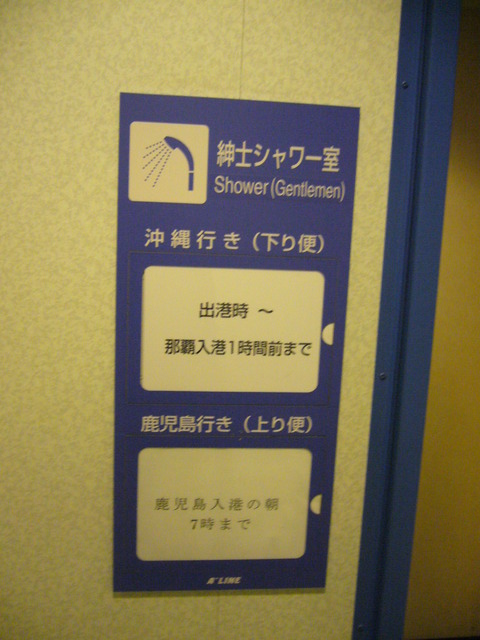 紳士シャワー室
Shower(Gentlemen)
沖縄行き（下り便）
出港時 ～
那覇入港1時間前まで
鹿児島行き（上り便）
鹿児島入港の朝
7時まで
A"LINE